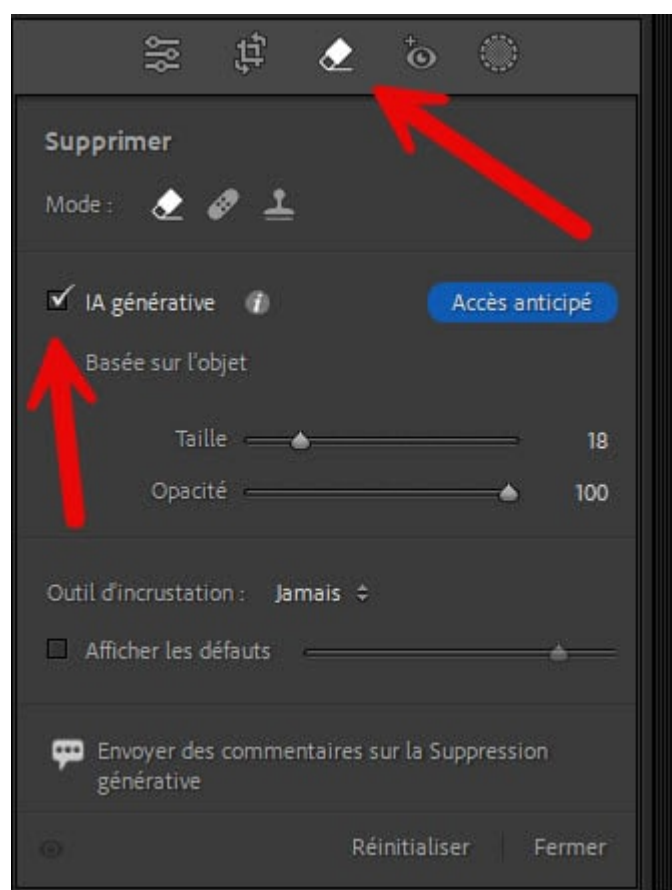 Supprimer
Mode :
IA générative i Accès anticipé
Basée sur l'objet
Taille 18
Opacité 100
Outil d'incrustation : Jamais
Afficher les défauts
Envoyer des commentaires sur la Suppression
générative
Réinitialiser Fermer